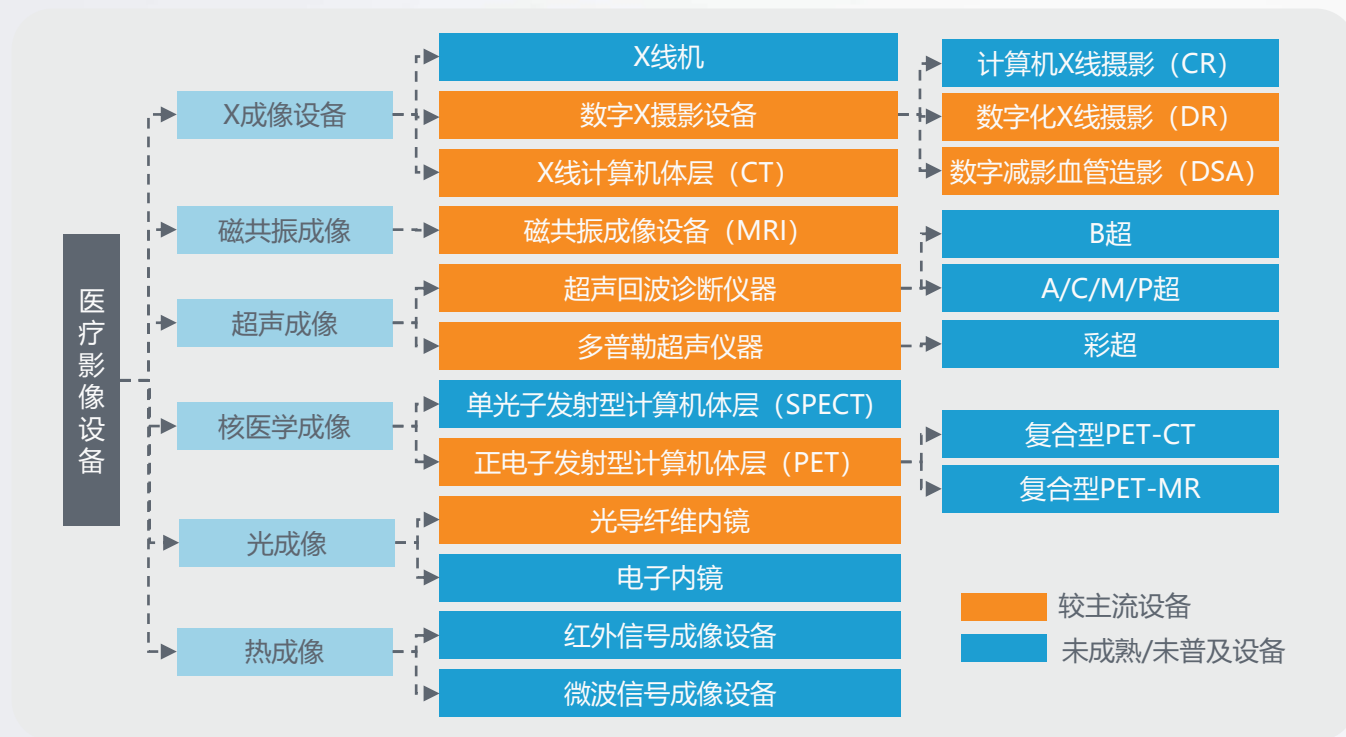 医疗影像设备
X成像设备
X线机
数字X摄影设备
计算机X线摄影（CR）
数字化X线摄影（DR）
数字减影血管造影（DSA）
X线计算机体层（CT）
磁共振成像
磁共振成像设备（MRI）
超声成像
超声回波诊断仪器
B超
A/C/M/P超
多普勒超声仪器
彩超
核医学成像
单光子发射型计算机体层（SPECT）
正电子发射型计算机体层（PET）
复合型PET-CT
复合型PET-MR
光成像
光导纤维内镜
电子内镜
热成像
红外信号成像设备
微波信号成像设备
较主流设备
未成熟/未普及设备